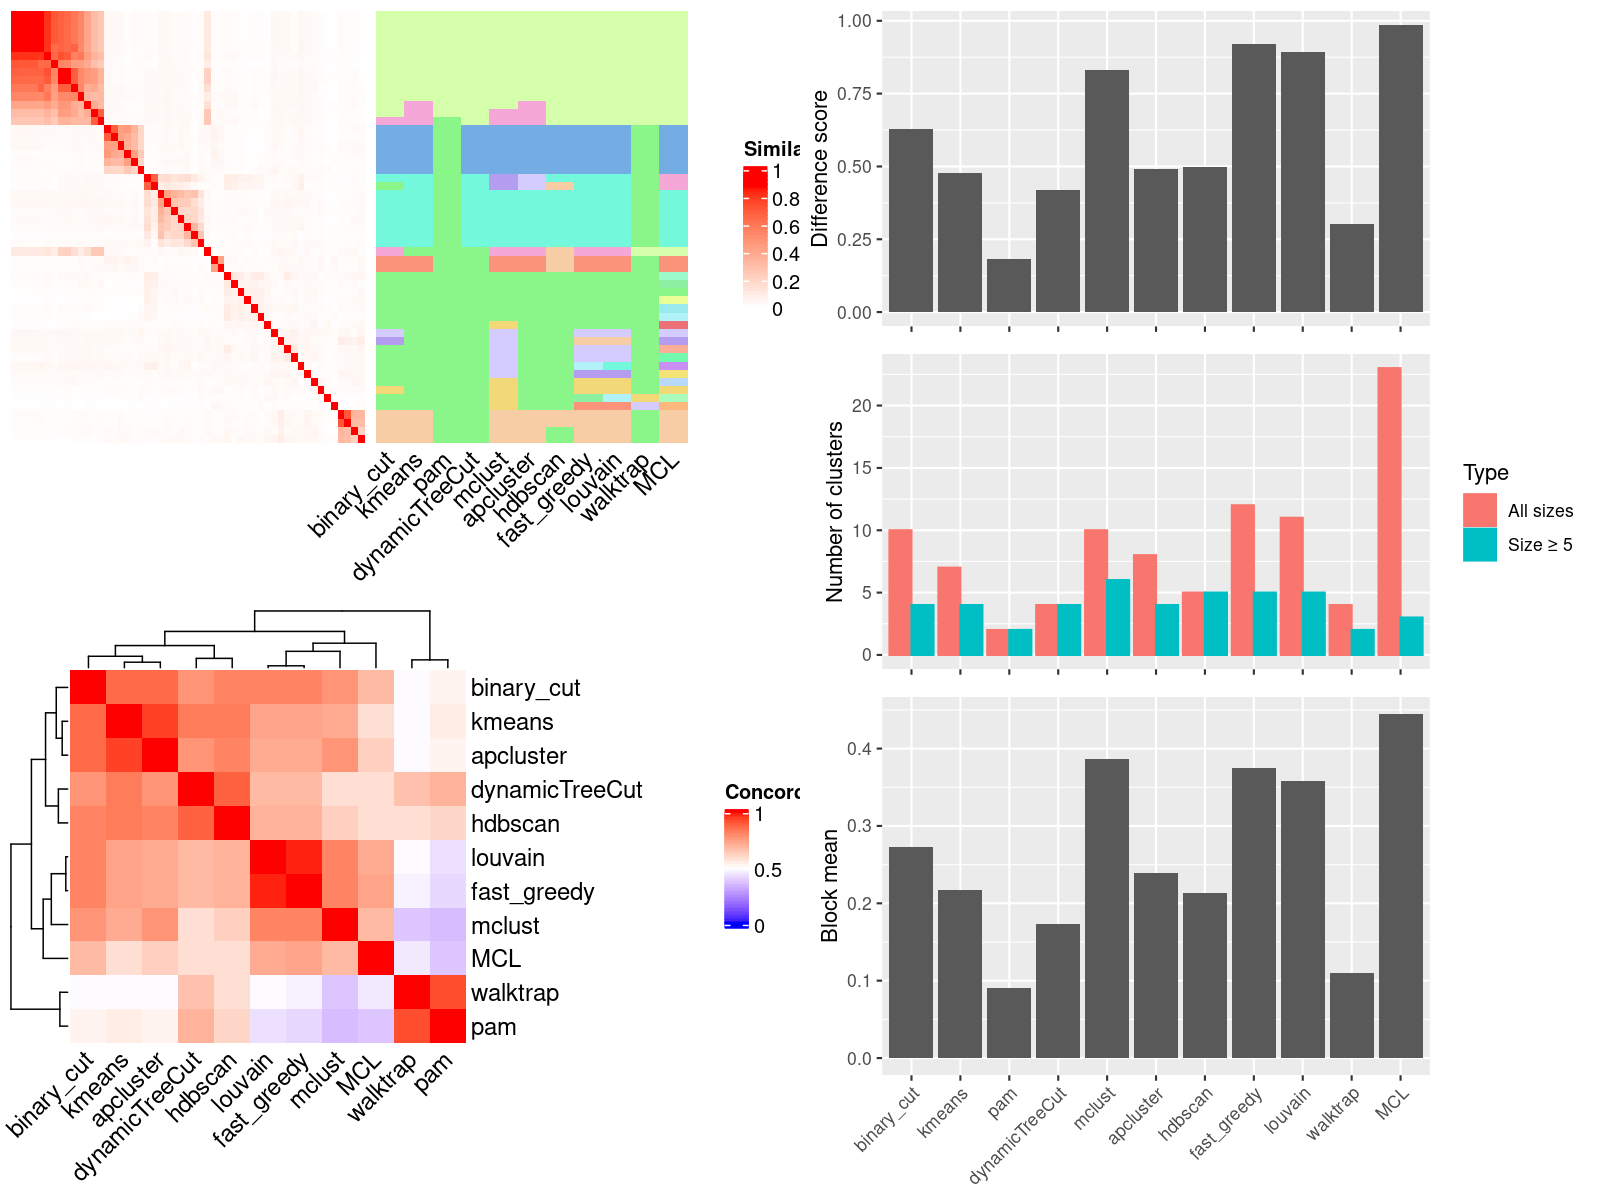 Simila
1
0.8
0.6
0.4
0.2
0
binary_cut
kmeans
pam
dynamicTreeCut
mclust
apcluster
hdbscan
fast_greedy
louvain
walktrap
MCL
Difference score
1.00
0.75
0.50
0.25
0.00
Number of clusters
20
15
10
5
0
Type
All sizes
Size ≥ 5
binary_cut
kmeans
apcluster
dynamicTreeCut
hdbscan
louvain
fast_greedy
mclust
MCL
walktrap
pam
binary_cut
kmeans
apcluster
dynamicTreeCut
hdbscan
louvain
fast_greedy
mclust
MCL
walktrap
pam
Concord
1
0.5
0
Block mean
0.4
0.3
0.2
0.1
0.0
binary_cut
kmeans
pam
dynamicTreeCut
mclust
apcluster
hdbscan
fast_greedy
louvain
walktrap
MCL